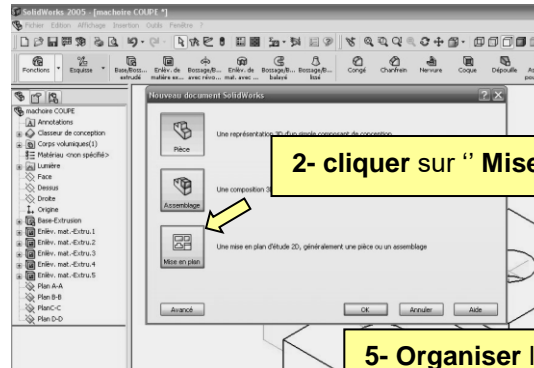 SolidWorks 2005 - [machoire COUPE *]
Fichier Edition Affichage Insertion Outils Fenêtre ?
Fonctions Esquisse Base/Boss... extrudé Enlèv. de matière ex... Bossage/B... avec révo... Enlèv. de mat. avec ... Bossage/B... balayé Bossage/B... lissé Congé Chanfrein Nervure Coque Dépouille
machoire COUPE
Annotations
Classeur de conception
Corps volumiques(1)
Matériau <non spécifié>
Lumière
Face
Dessus
Droite
Origine
Base-Extrusion
Enlèv. mat.-Extru.1
Enlèv. mat.-Extru.2
Enlèv. mat.-Extru.3
Enlèv. mat.-Extru.4
Enlèv. mat.-Extru.5
Plan A-A
Plan B-B
PlanC-C
Plan D-D
Nouveau document SolidWorks
Pièce
Une représentation 3D d'un simple composant de conception
2- cliquer sur ‘’ Mise
Assemblage
Une composition 3
Mise en plan
Une mise en plan d'étude 2D, généralement une pièce ou un assemblage
Avancé OK Annuler Aide
5- Organiser l